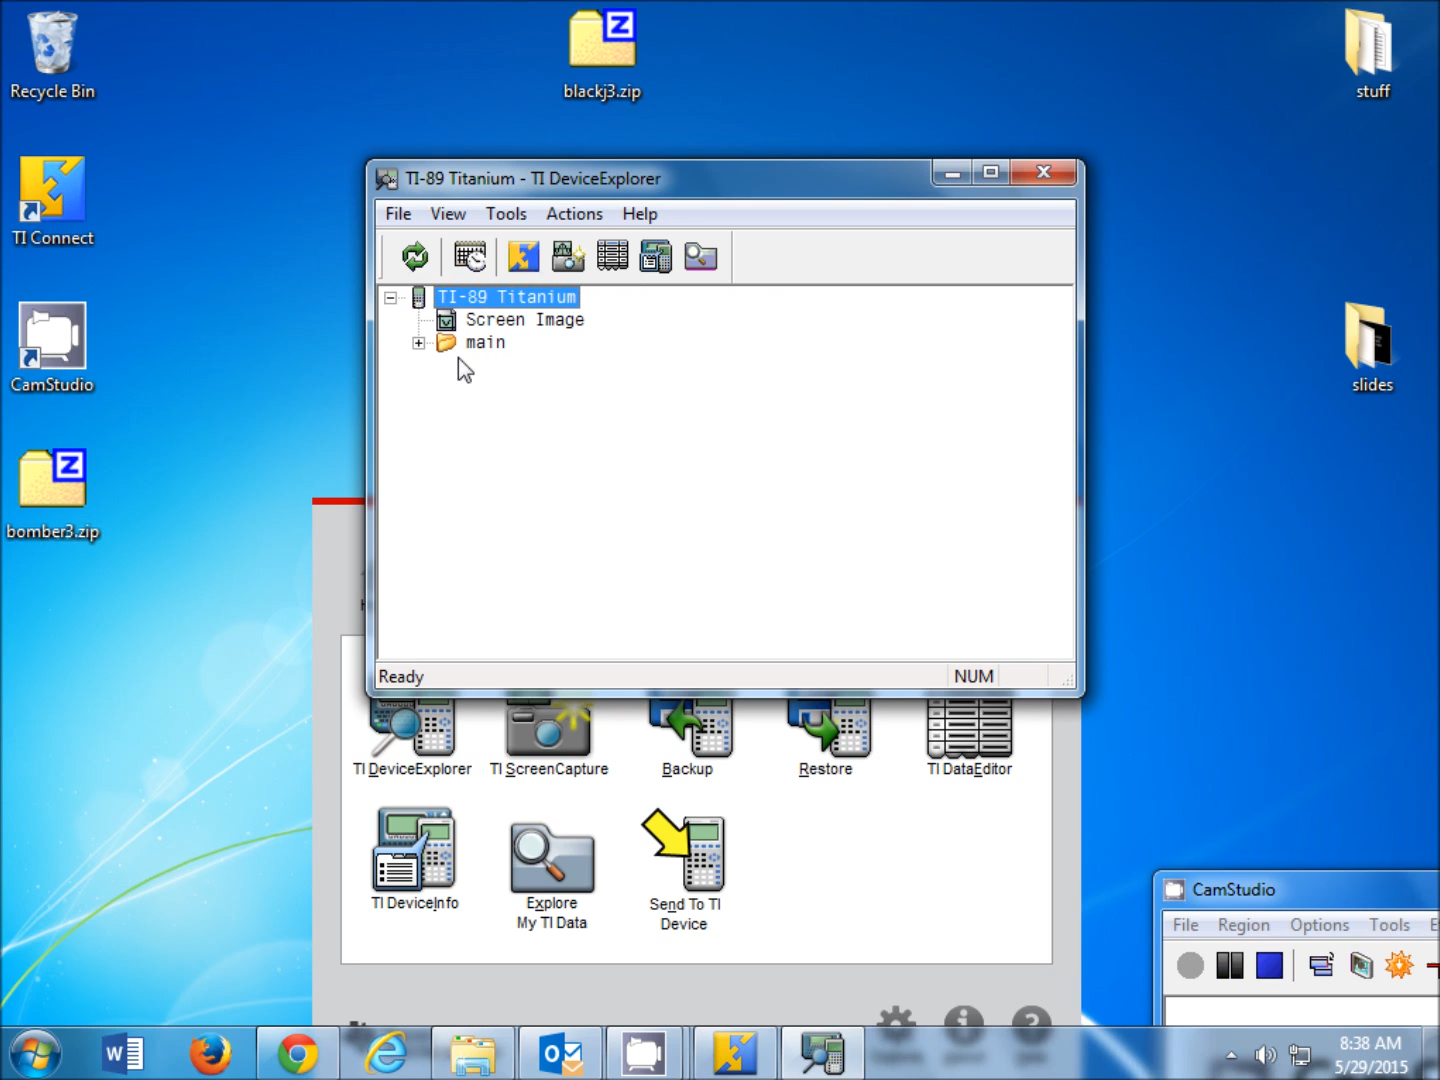 Recycle Bin
blackj3.zip
stuff
TI Connect
TI-89 Titanium - TI DeviceExplorer
File View Tools Actions Help
TI-89 Titanium
Screen Image
main
CamStudio
slides
bomber3.zip
Ready
NUM
TI DeviceExplorer
TI ScreenCapture
Backup
Restore
TI DataEditor
TI DeviceInfo
Explore
My TI Data
Send To TI
Device
CamStudio
File Region Options Tools
8:38 AM
5/29/2015